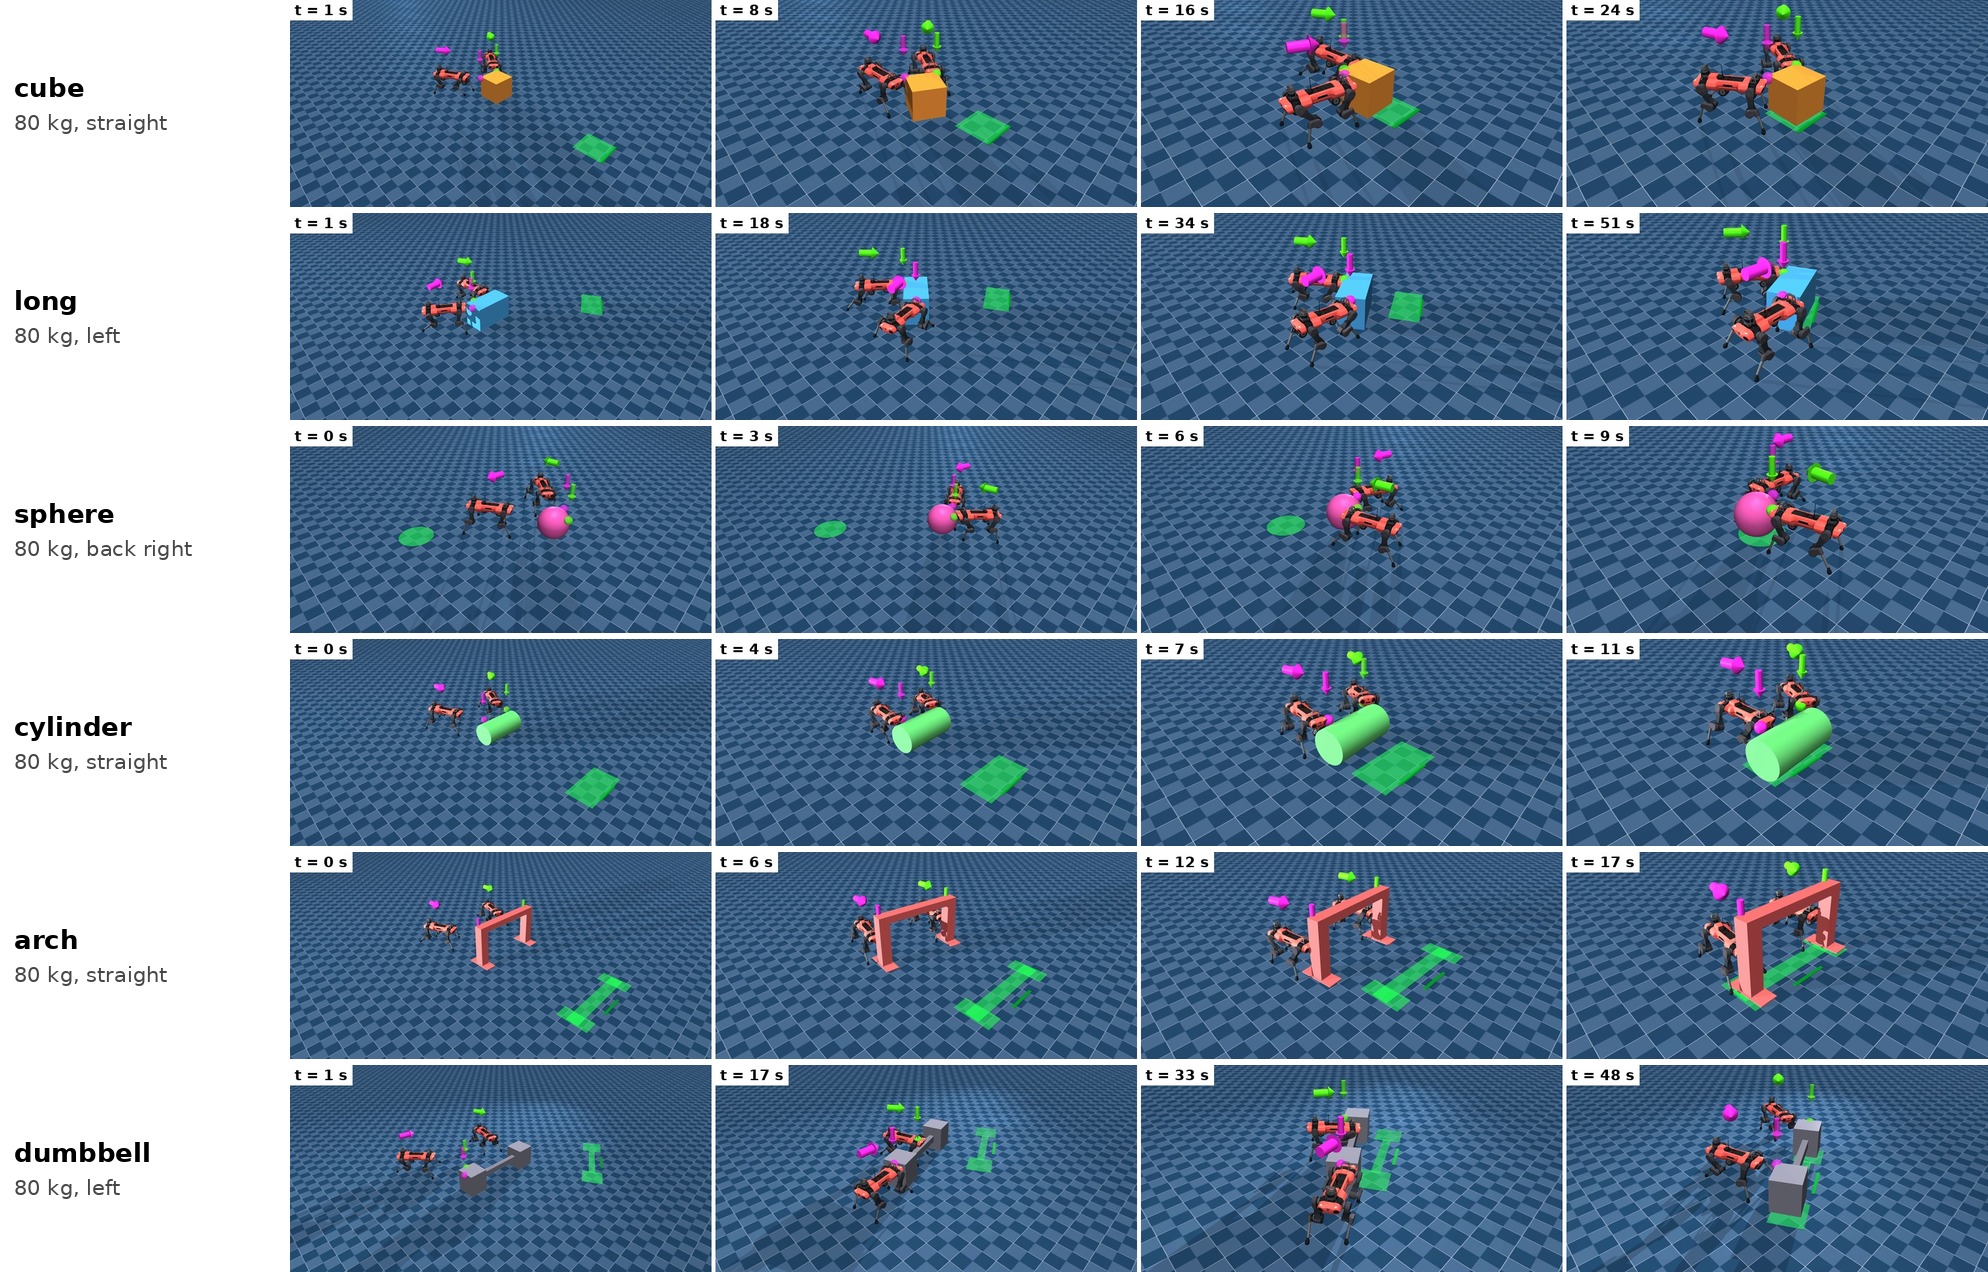 t = 1 s
t = 8 s
t = 16 s
t = 24 s
cube
80 kg, straight
t = 1 s
t = 18 s
t = 34 s
t = 51 s
long
80 kg, left
t = 0 s
t = 3 s
t = 6 s
t = 9 s
sphere
80 kg, back right
t = 0 s
t = 4 s
t = 7 s
t = 11 s
cylinder
80 kg, straight
t = 0 s
t = 6 s
t = 12 s
t = 17 s
arch
80 kg, straight
t = 1 s
t = 17 s
t = 33 s
t = 48 s
dumbbell
80 kg, left